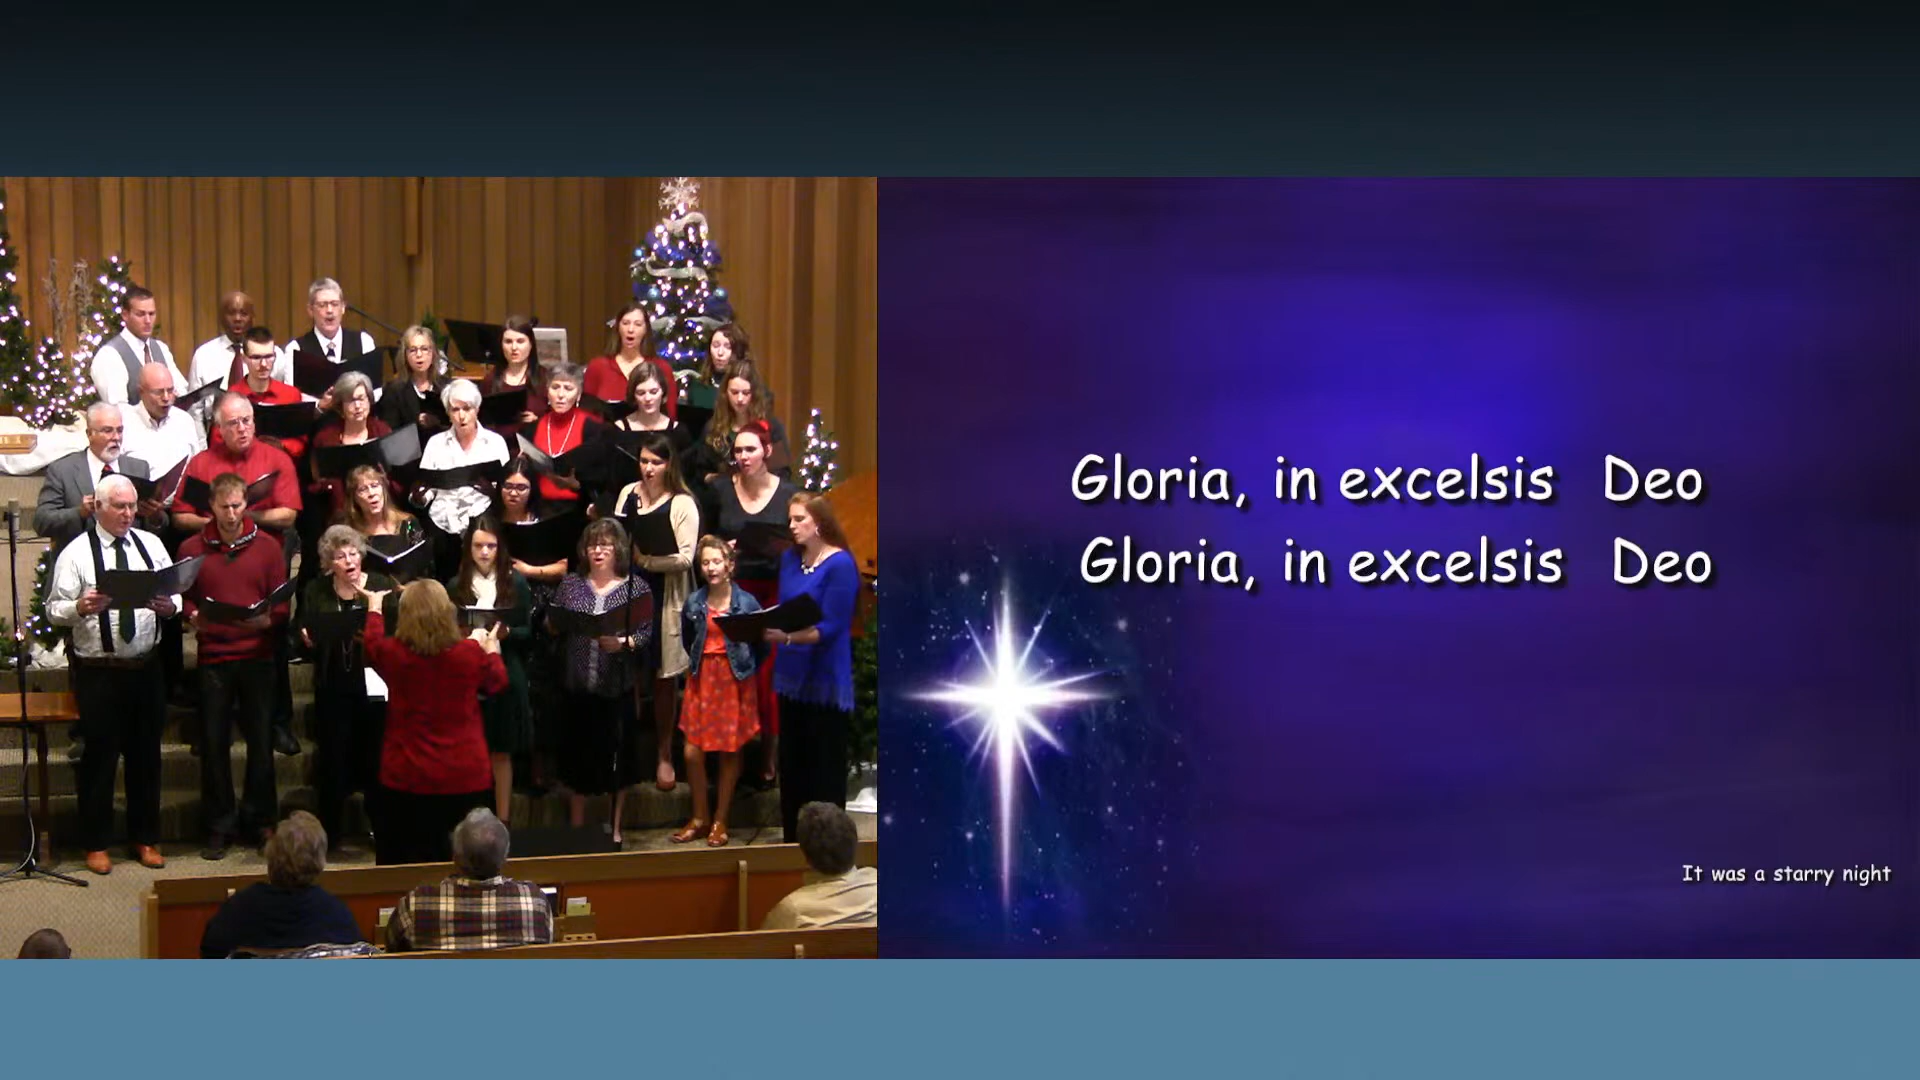 Gloria, in excelsis Deo
Gloria, in excelsis Deo
It was a starry night